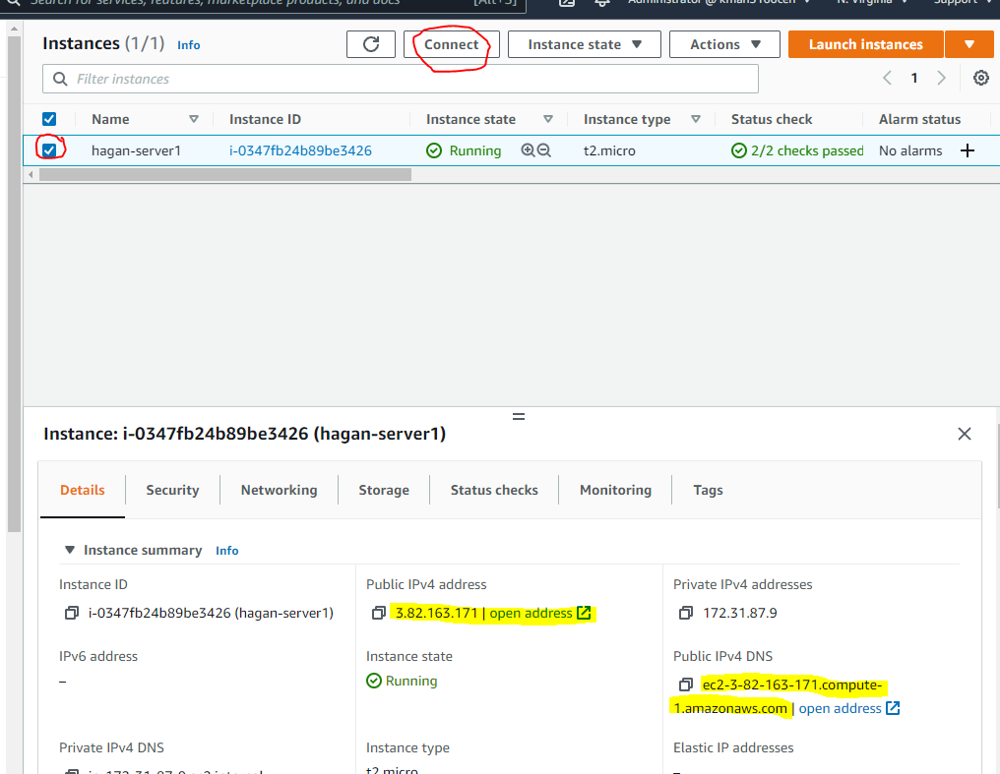 Search for services, features, marketplace products, and docs [Alt+S] N. Virginia Support
Instances (1/1) Info Connect Instance state Actions Launch instances
Filter instances 1
Name Instance ID Instance state Instance type Status check Alarm status
hagan-server1 i-0347fb24b89be3426 Running t2.micro 2/2 checks passed No alarms +
Instance: i-0347fb24b89be3426 (hagan-server1)
Details Security Networking Storage Status checks Monitoring Tags
Instance summary Info
Instance ID Public IPv4 address Private IPv4 addresses
i-0347fb24b89be3426 (hagan-server1) 3.82.163.171 | open address 172.31.87.9
IPv6 address Instance state Public IPv4 DNS
– Running ec2-3-82-163-171.compute-
1.amazonaws.com | open address
Private IPv4 DNS Instance type Elastic IP addresses
t2.micro –